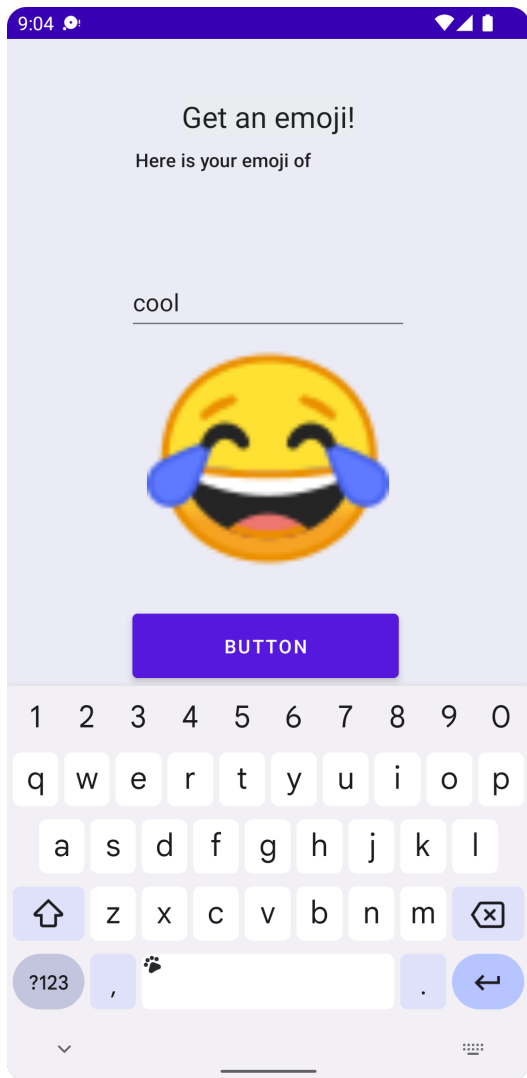 9:04
Get an emoji!
Here is your emoji of
cool
BUTTON
1 2 3 4 5 6 7 8 9 0
q w e r t y u i o p
a s d f g h j k l
z x c v b n m
?123 , .